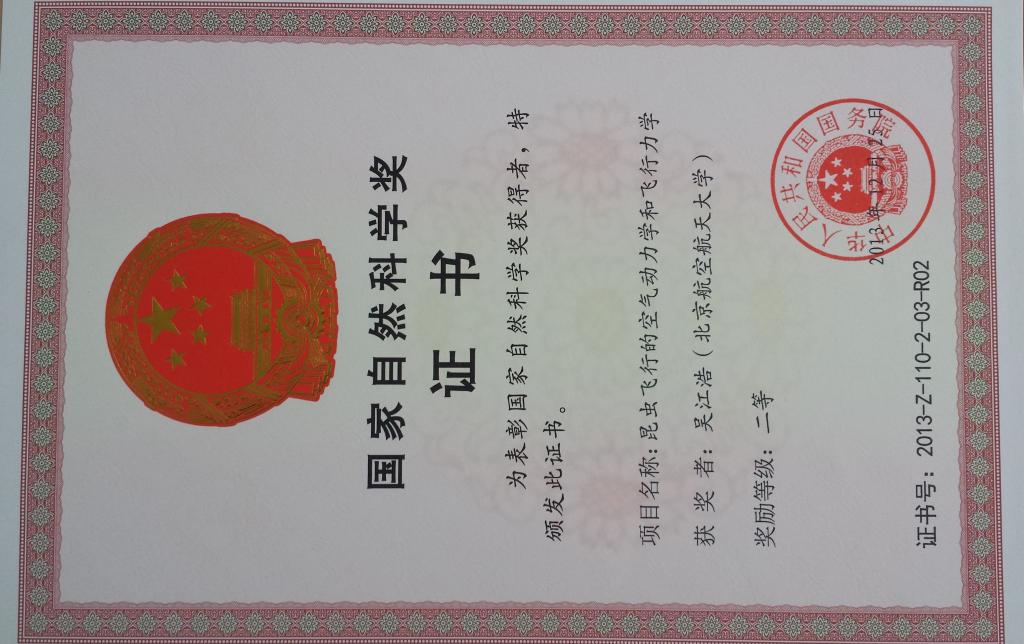 国家自然科学奖
证书
为表彰国家自然科学奖获得者，特
颁发此证书。
项目名称：昆虫飞行的空气动力学和飞行力学
获 奖 者：吴江浩（北京航空航天大学）
奖励等级：二等
中华人民共和国国务院
2013年12月25日
证书号：2013-Z-110-2-03-R02